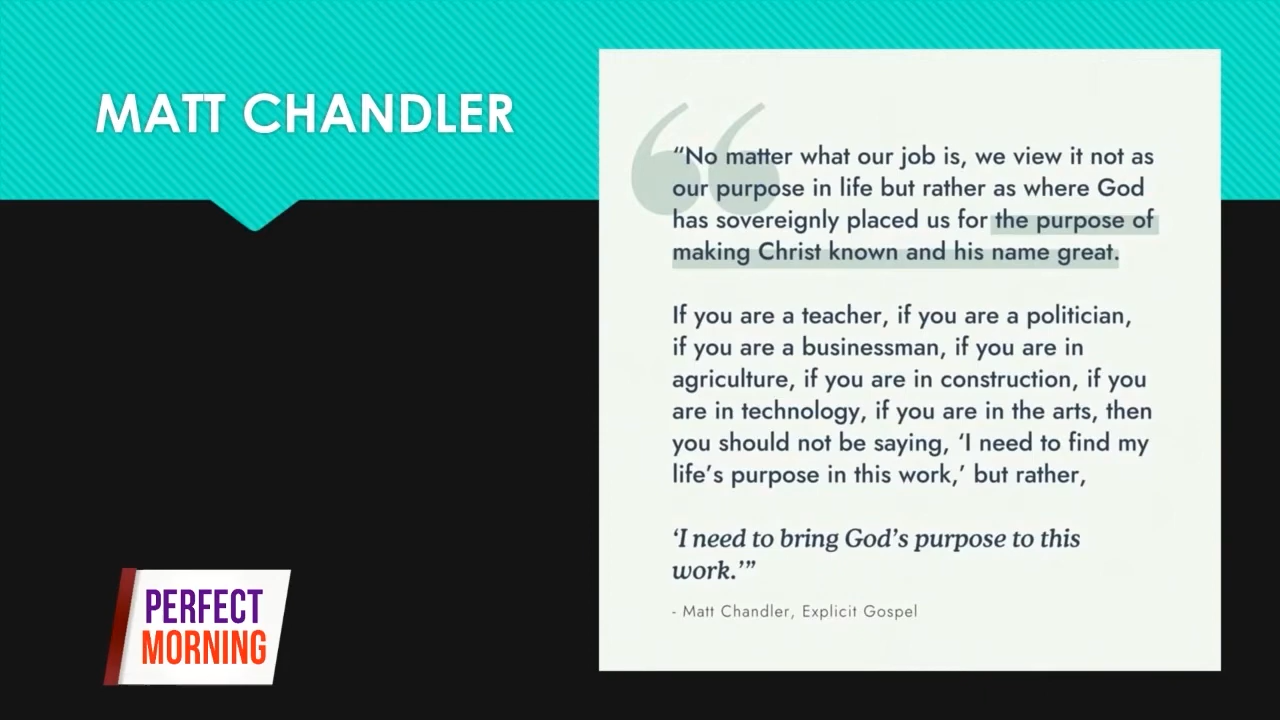 MATT CHANDLER
“No matter what our job is, we view it not as
our purpose in life but rather as where God
has sovereignly placed us for the purpose of
making Christ known and his name great.
If you are a teacher, if you are a politician,
if you are a businessman, if you are in
agriculture, if you are in construction, if you
are in technology, if you are in the arts, then
you should not be saying, ‘I need to find my
life’s purpose in this work,’ but rather,
‘I need to bring God’s purpose to this
work.’”
- Matt Chandler, Explicit Gospel
PERFECT
MORNING